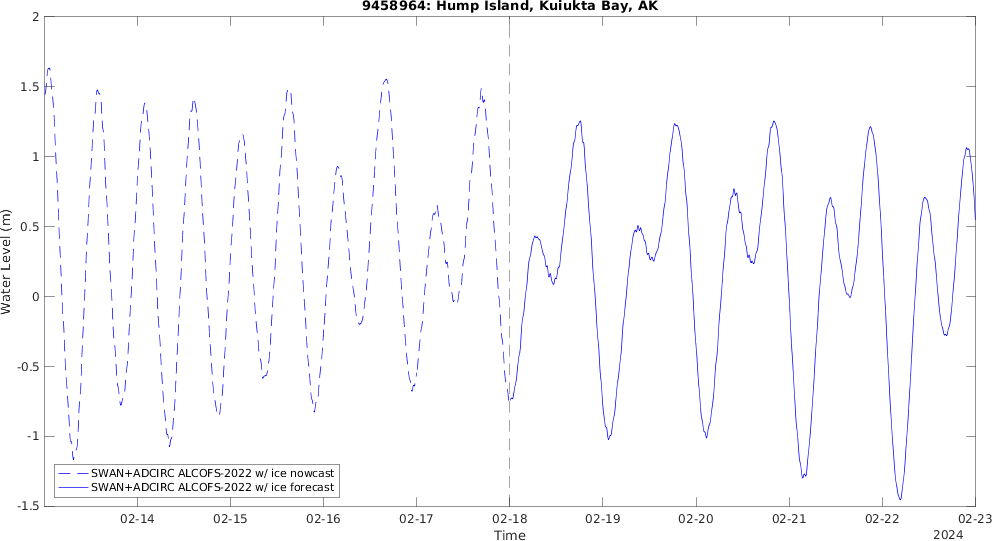 9458964: Hump Island, Kuiukta Bay, AK
Water Level (m)
2
1.5
1
0.5
0
-0.5
-1
-1.5
SWAN+ADCIRC ALCOFS-2022 w/ ice nowcast
SWAN+ADCIRC ALCOFS-2022 w/ ice forecast
02-14 02-15 02-16 02-17 02-18 02-19 02-20 02-21 02-22 02-23
Time
2024